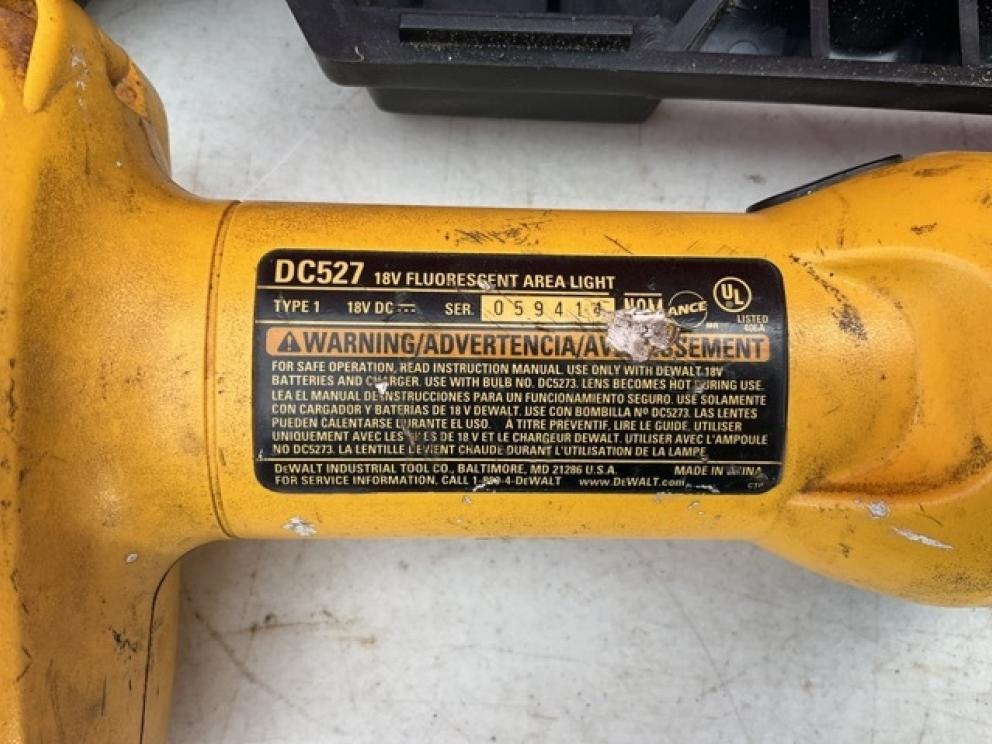 DC527 18V FLUORESCENT AREA LIGHT
TYPE 1 18V DC SER. 059414 NOM UL
LISTED
406A
WARNING/ADVERTENCIA/
FOR SAFE OPERATION, READ INSTRUCTION MANUAL. USE ONLY WITH DEWALT 18V
BATTERIES AND CHARGER. USE WITH BULB NO. DC5273. LENS BECOMES HOT DURING USE.
LEA EL MANUAL DE INSTRUCCIONES PARA UN FUNCIONAMIENTO SEGURO. USE SOLAMENTE
CON CARGADOR Y BATERIAS DE 18 V DEWALT. USE CON BOMBILLA Nº DC5273. LAS LENTES
PUEDEN CALENTARSE DURANTE EL USO. À TITRE PRÉVENTIF, LIRE LE GUIDE. UTILISER
UNIQUEMENT AVEC LES DE 18 V ET LE CHARGEUR DEWALT. UTILISER AVEC L'AMPOULE
NO DC5273. LA LENTILLE DEVIENT CHAUDE DURANT L'UTILISATION DE LA LAMPE
DEWALT INDUSTRIAL TOOL CO., BALTIMORE, MD 21286 U.S.A. MADE IN CHINA
FOR SERVICE INFORMATION, CALL www.DEWALT.com